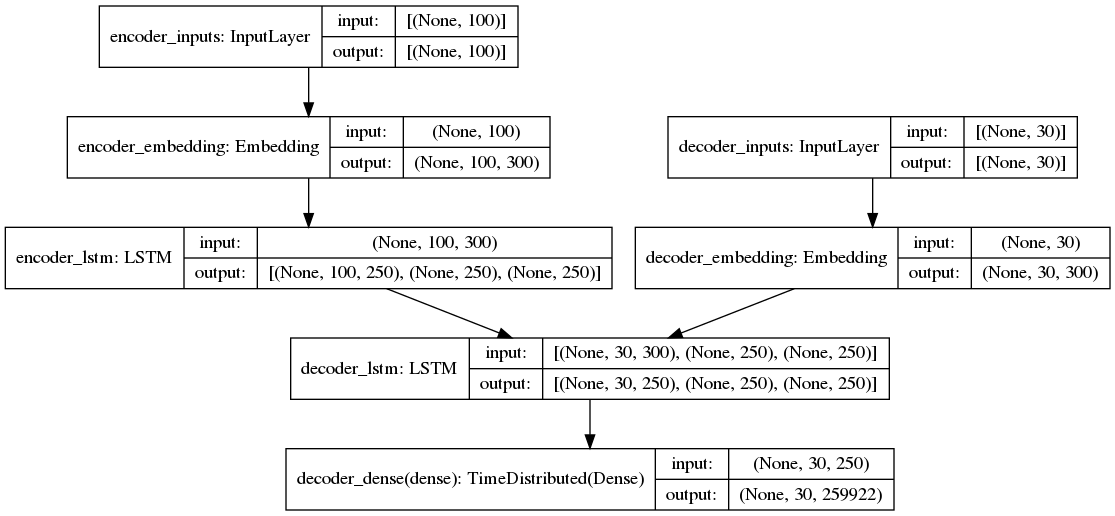 encoder_inputs: InputLayer
input: [(None, 100)]
output: [(None, 100)]
encoder_embedding: Embedding
input: (None, 100)
output: (None, 100, 300)
decoder_inputs: InputLayer
input: [(None, 30)]
output: [(None, 30)]
encoder_lstm: LSTM
input: (None, 100, 300)
output: [(None, 100, 250), (None, 250), (None, 250)]
decoder_embedding: Embedding
input: (None, 30)
output: (None, 30, 300)
decoder_lstm: LSTM
input: [(None, 30, 300), (None, 250), (None, 250)]
output: [(None, 30, 250), (None, 250), (None, 250)]
decoder_dense(dense): TimeDistributed(Dense)
input: (None, 30, 250)
output: (None, 30, 259922)